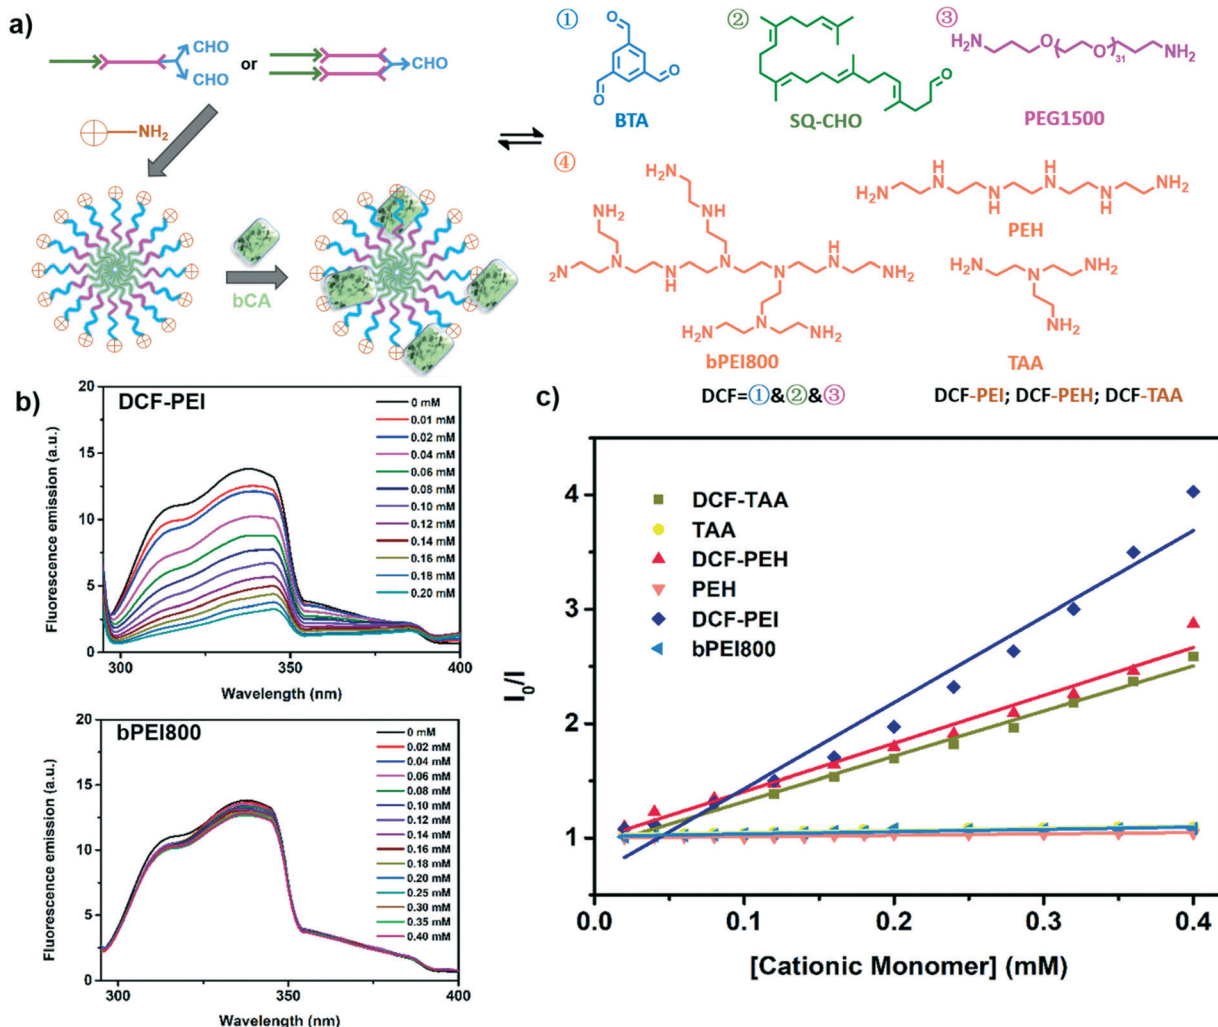 a)
CHO
CHO
or
CHO
NH2
bCA
①
O
O
O
BTA
②
O
SQ-CHO
③
H2N
O
O
31
NH2
PEG1500
④
H2N
NH2
NH
2N
N
N
H
N
N
H
N
NH2
N
NH2
NH2
bPEI800
H2N
H
N
N
H
H
N
N
H
NH2
PEH
H2N
N
NH2
NH2
TAA
DCF=①&②&③
DCF-PEI; DCF-PEH; DCF-TAA
b)
DCF-PEI
Fluorescence emission (a.u.)
20
15
10
5
0
300
350
400
Wavelength (nm)
0 mM
0.01 mM
0.02 mM
0.04 mM
0.06 mM
0.08 mM
0.10 mM
0.12 mM
0.14 mM
0.16 mM
0.18 mM
0.20 mM
bPEI800
Fluorescence emission (a.u.)
20
15
10
5
0
300
350
400
Wavelength (nm)
0 mM
0.02 mM
0.04 mM
0.06 mM
0.08 mM
0.10 mM
0.12 mM
0.14 mM
0.16 mM
0.18 mM
0.20 mM
0.25 mM
0.30 mM
0.35 mM
0.40 mM
c)
I0/I
4
3
2
1
DCF-TAA
TAA
DCF-PEH
PEH
DCF-PEI
bPEI800
0.0
0.1
0.2
0.3
0.4
[Cationic Monomer] (mM)